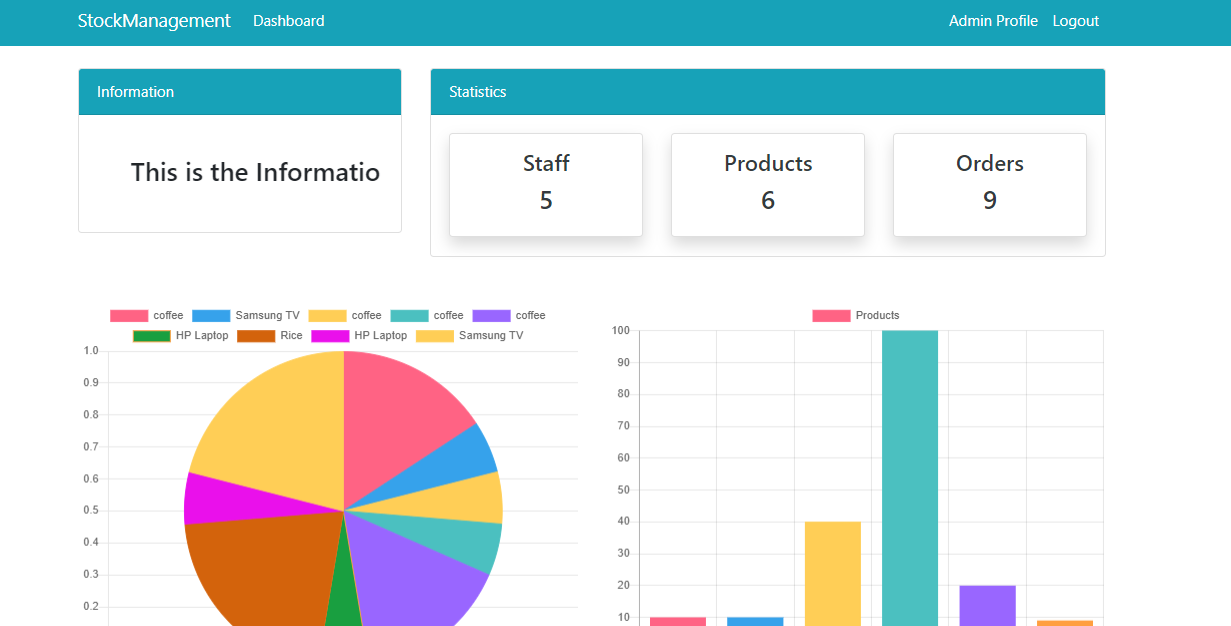 StockManagement Dashboard Admin Profile Logout
Information
This is the Informatio
Statistics
Staff
5
Products
6
Orders
9
coffee Samsung TV coffee coffee coffee
HP Laptop Rice HP Laptop Samsung TV
1.0
0.9
0.8
0.7
0.6
0.5
0.4
0.3
0.2
Products
100
90
80
70
60
50
40
30
20
10